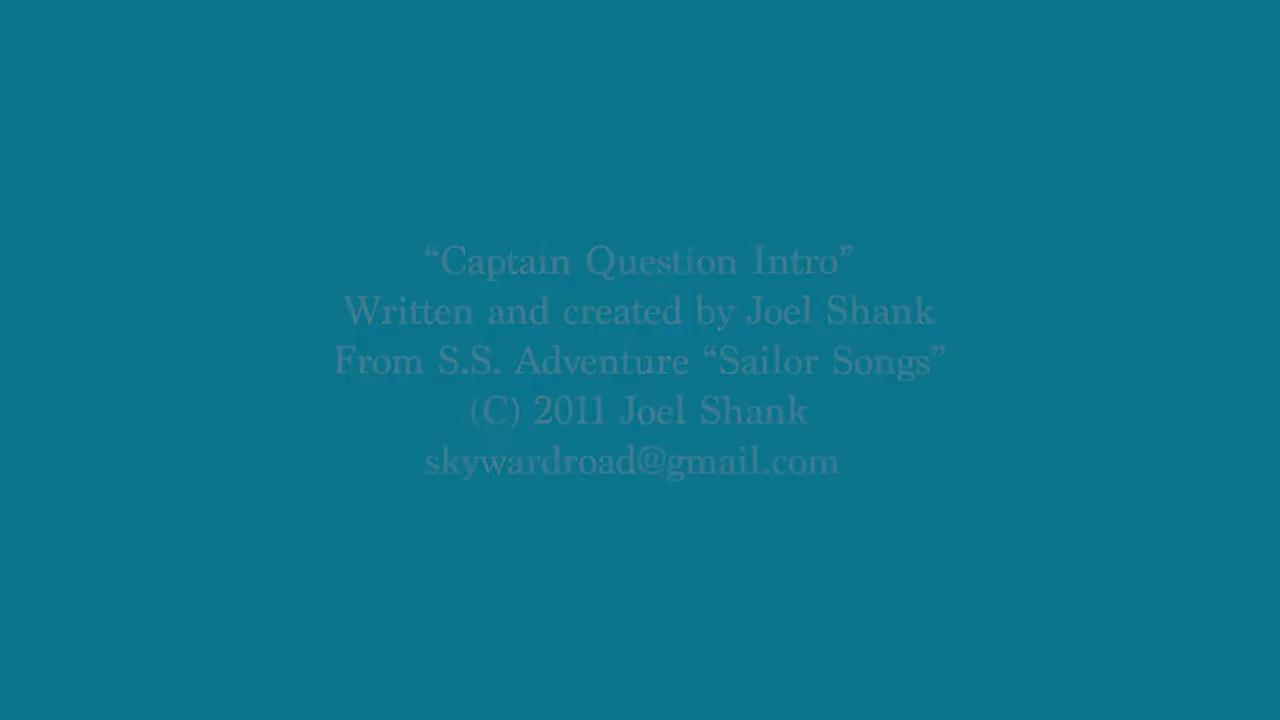 “Captain Question Intro”
Written and created by Joel Shank
From S.S. Adventure “Sailor Songs”
(C) 2011 Joel Shank
skywardroad@gmail.com